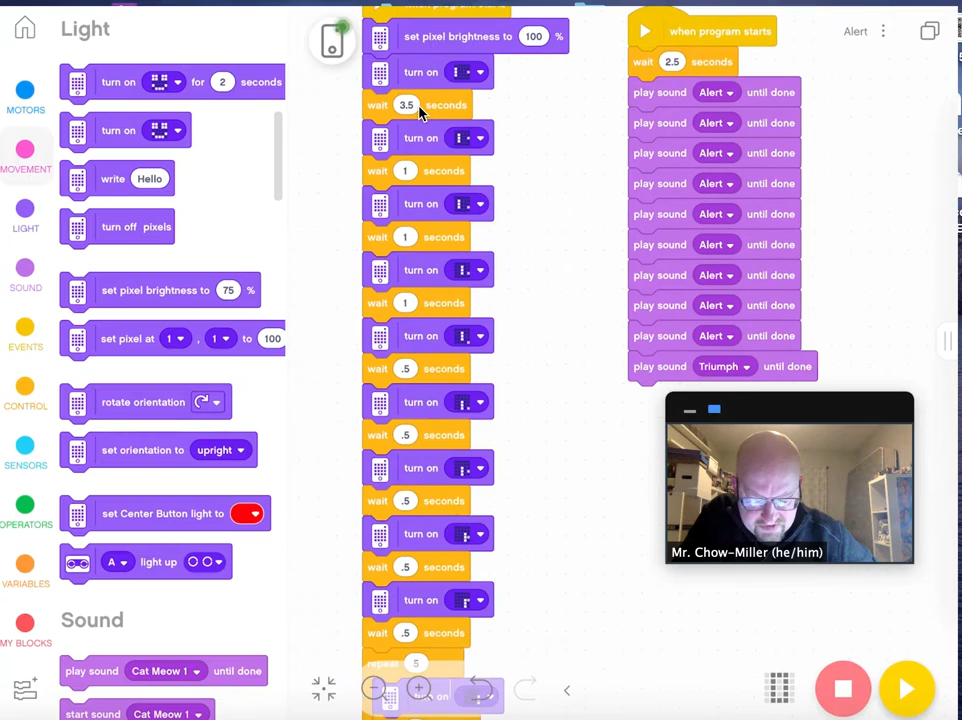 Light
MOTORS
MOVEMENT
LIGHT
SOUND
EVENTS
CONTROL
SENSORS
OPERATORS
VARIABLES
MY BLOCKS
turn on for 2 seconds
turn on
write Hello
turn off pixels
set pixel brightness to 75 %
set pixel at 1 , 1 to 100
rotate orientation
set orientation to upright
set Center Button light to
A light up
Sound
play sound Cat Meow 1 until done
start sound Cat Meow 1
set pixel brightness to 100 %
turn on
wait 3.5 seconds
turn on
wait 1 seconds
turn on
wait 1 seconds
turn on
wait 1 seconds
turn on
wait .5 seconds
turn on
wait .5 seconds
turn on
wait .5 seconds
turn on
wait .5 seconds
turn on
wait .5 seconds
repeat 5
turn on
when program starts
wait 2.5 seconds
play sound Alert until done
play sound Alert until done
play sound Alert until done
play sound Alert until done
play sound Alert until done
play sound Alert until done
play sound Alert until done
play sound Alert until done
play sound Alert until done
play sound Triumph until done
Alert
Mr. Chow-Miller (he/him)